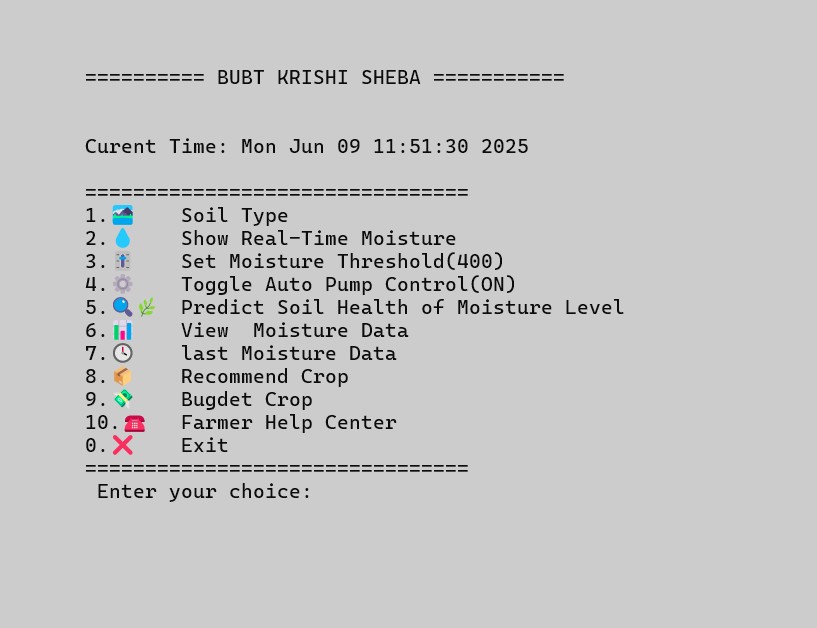 ========== BUBT KRISHI SHEBA ===========
Curent Time: Mon Jun 09 11:51:30 2025
================================
1.🏞️    Soil Type
2.💧    Show Real-Time Moisture
3.🎚️    Set Moisture Threshold(400)
4.⚙️    Toggle Auto Pump Control(ON)
5.🔍🌿  Predict Soil Health of Moisture Level
6.📊    View  Moisture Data
7.🕓    last Moisture Data
8.📦    Recommend Crop
9.💸    Bugdet Crop
10.☎️   Farmer Help Center
0.❌    Exit
================================
Enter your choice: